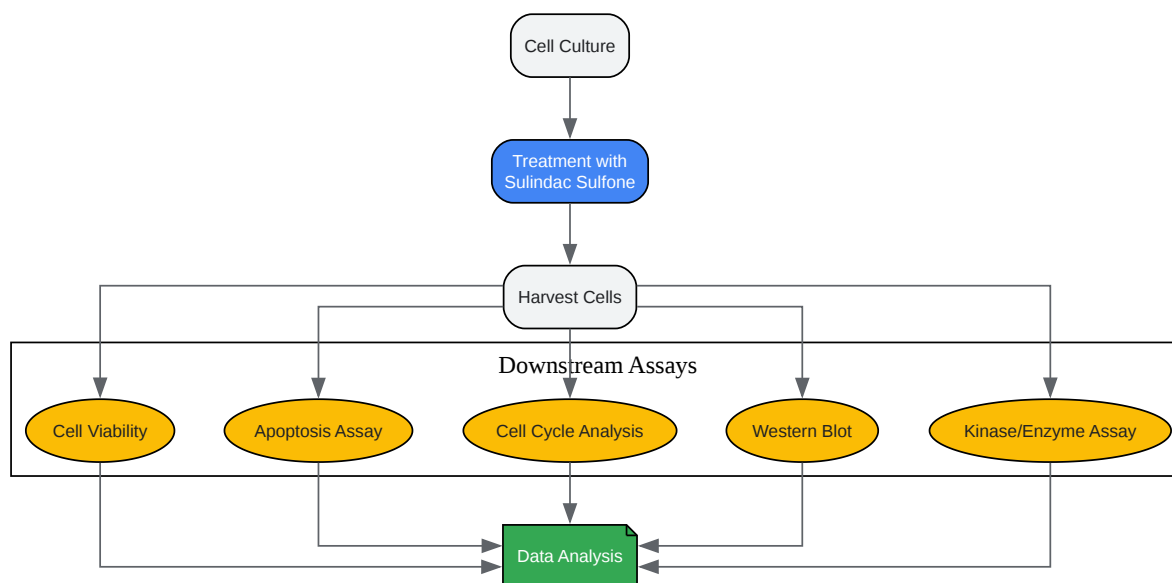 Cell Culture
Treatment with
Sulindac Sulfone
Harvest Cells
Downstream Assays
Cell Viability
Apoptosis Assay
Cell Cycle Analysis
Western Blot
Kinase/Enzyme Assay
Data Analysis